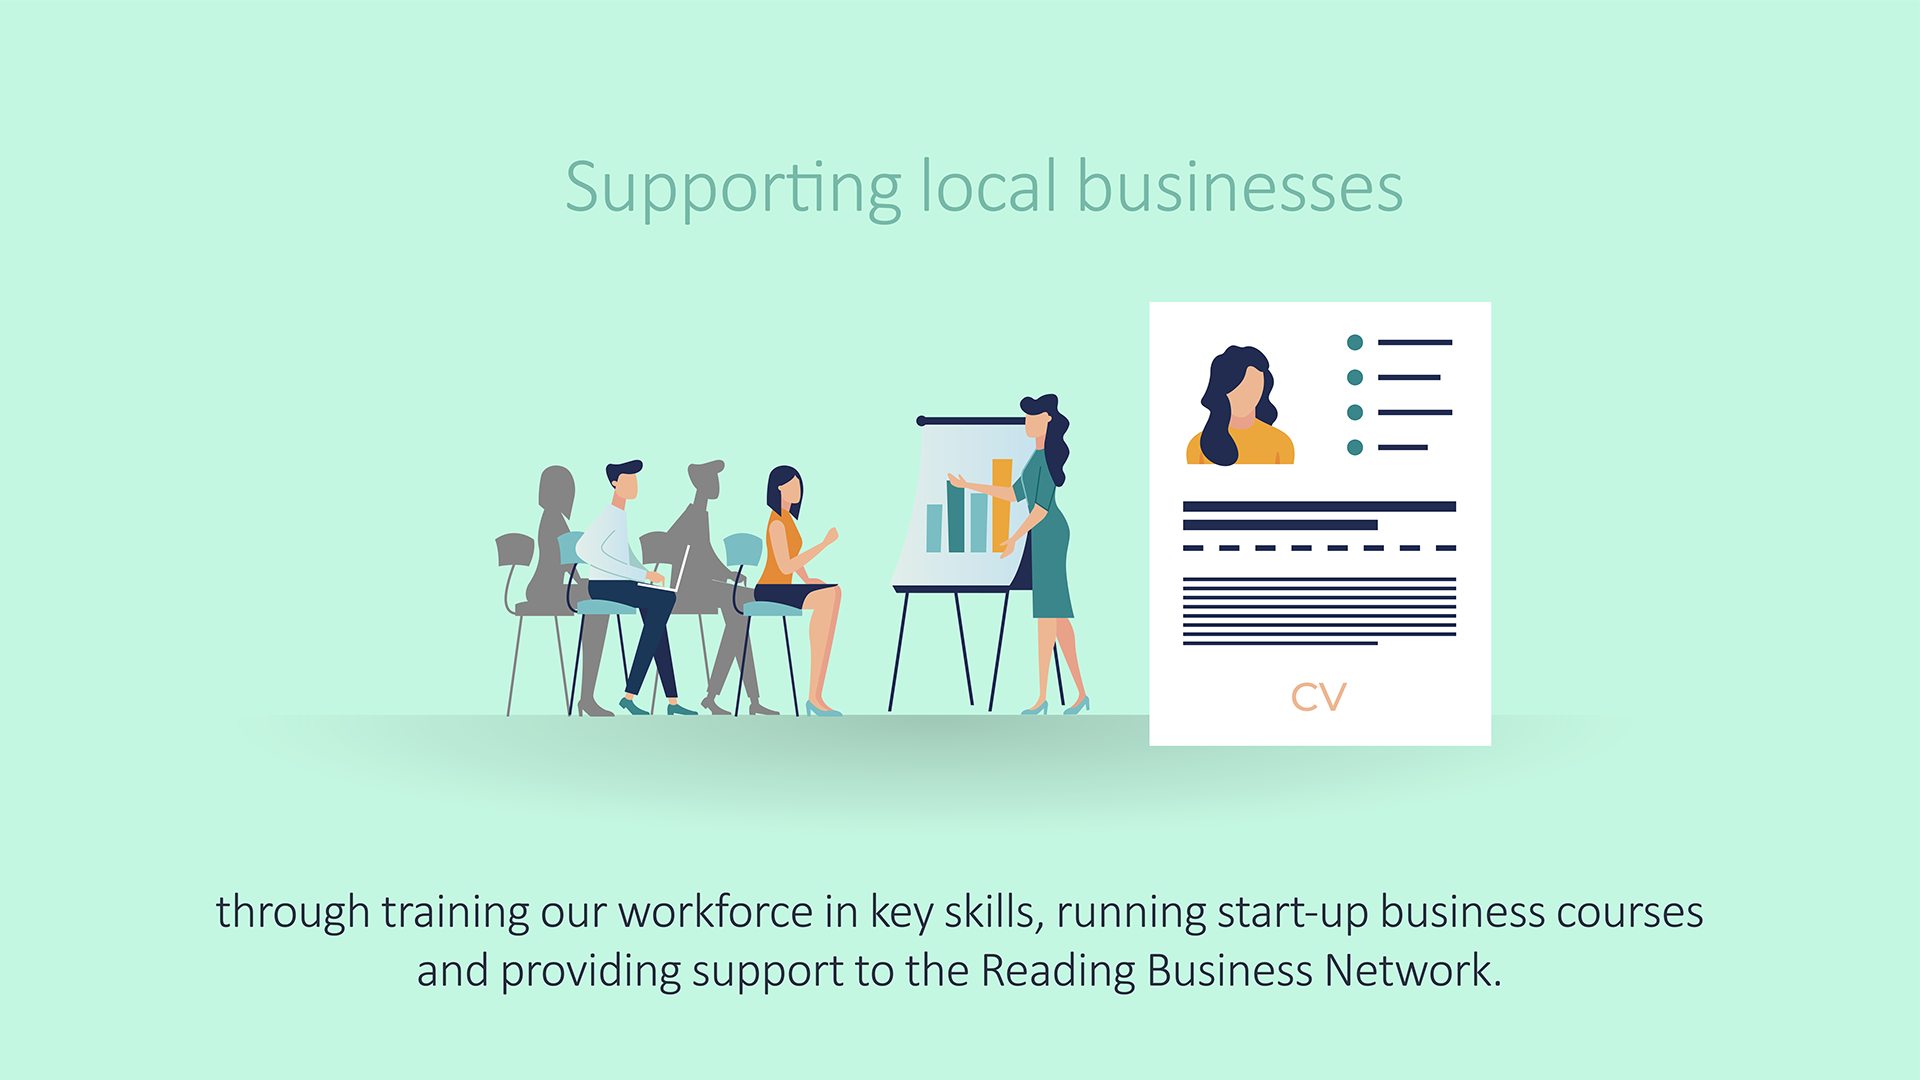 Supporting local businesses
CV
through training our workforce in key skills, running start-up business courses
and providing support to the Reading Business Network.